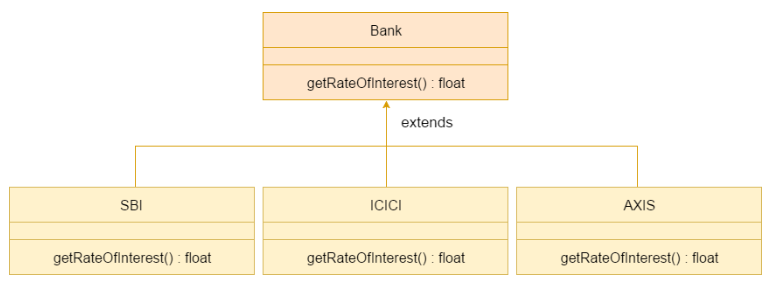 Bank
getRateOfInterest() : float
extends
SBI
getRateOfInterest() : float
ICICI
getRateOfInterest() : float
AXIS
getRateOfInterest() : float